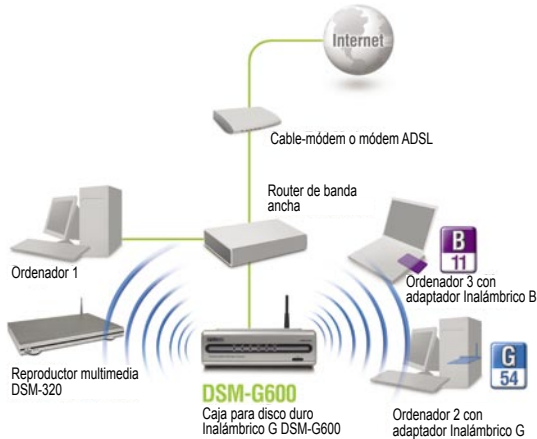 Internet
Cable-módem o módem ADSL
Router de banda
ancha
Ordenador 1
B
11
Ordenador 3 con
adaptador Inalámbrico B
Reproductor multimedia
DSM-320
DSM-G600
Caja para disco duro
Inalámbrico G DSM-G600
G
54
Ordenador 2 con
adaptador Inalámbrico G